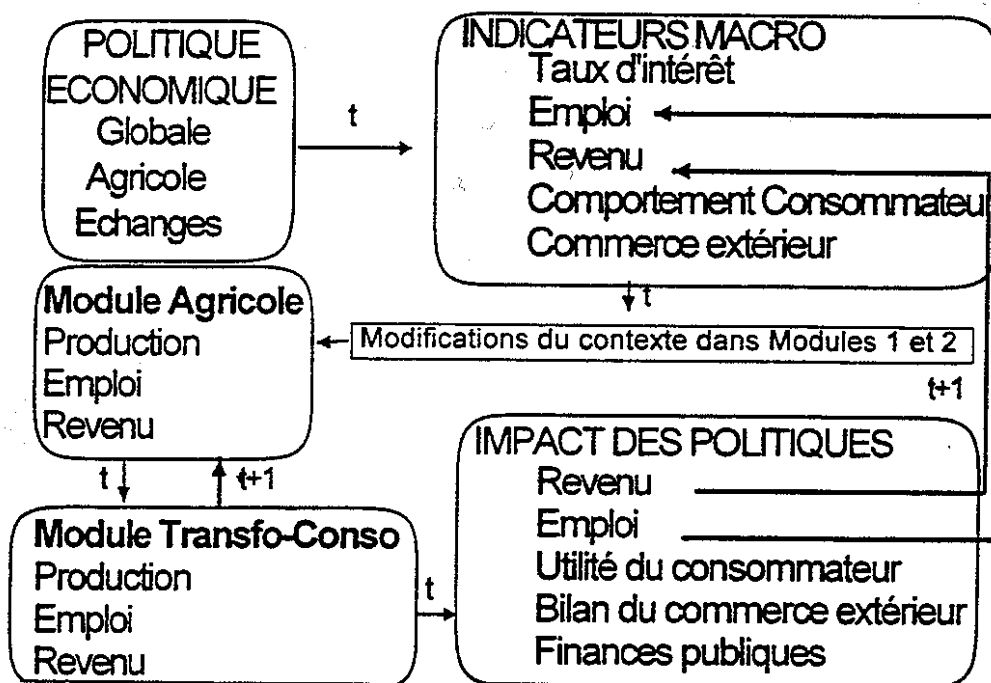 POLITIQUE
ECONOMIQUE
Globale
Agricole
Echanges
t
INDICATEURS MACRO
Taux d'intérêt
Emploi
Revenu
Comportement Consommateur
Commerce extérieur
t
Modifications du contexte dans Modules 1 et 2
t+1
Module Agricole
Production
Emploi
Revenu
t
t+1
Module Transfo-Conso
Production
Emploi
Revenu
t
IMPACT DES POLITIQUES
Revenu
Emploi
Utilité du consommateur
Bilan du commerce extérieur
Finances publiques